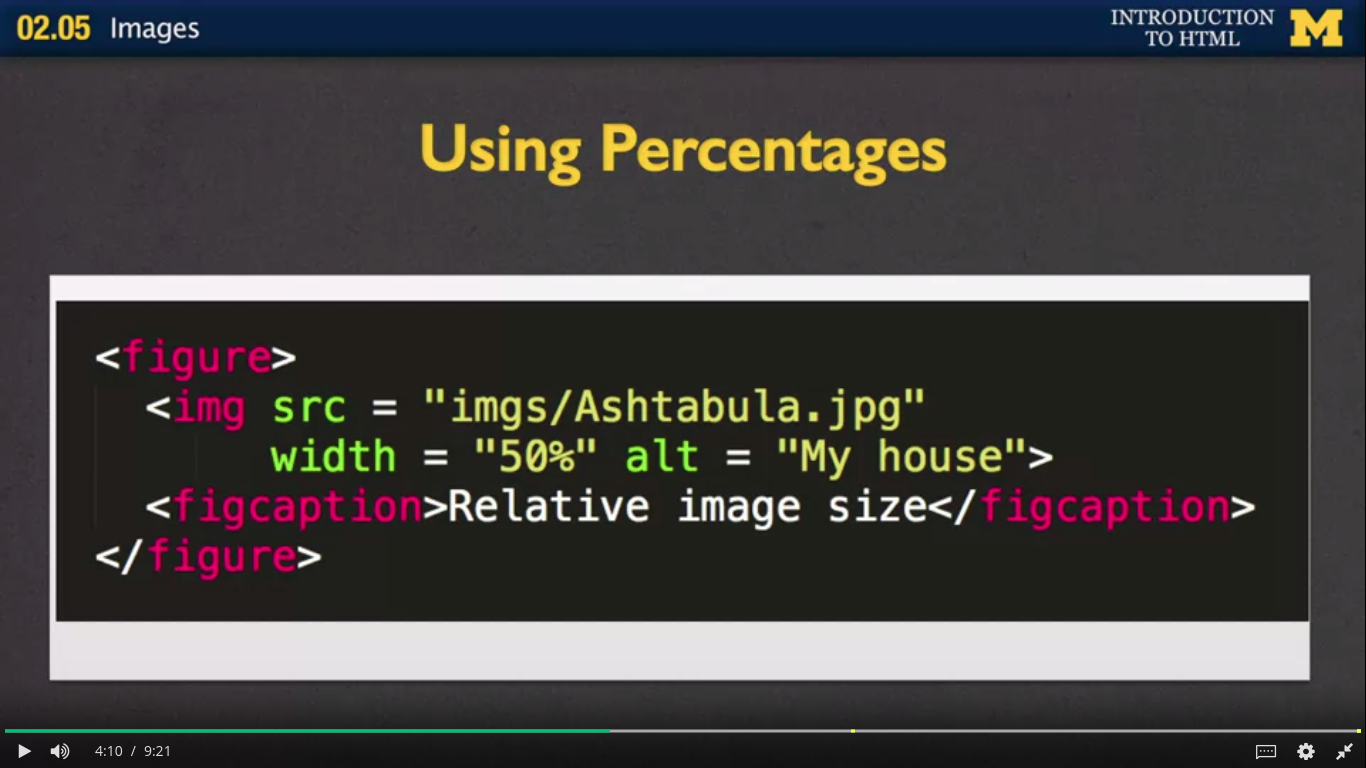 02.05 Images
INTRODUCTION
TO HTML
M
Using Percentages
<figure>
<img src = "imgs/Ashtabula.jpg"
width = "50%" alt = "My house">
<figcaption>Relative image size</figcaption>
</figure>
4:10 / 9:21